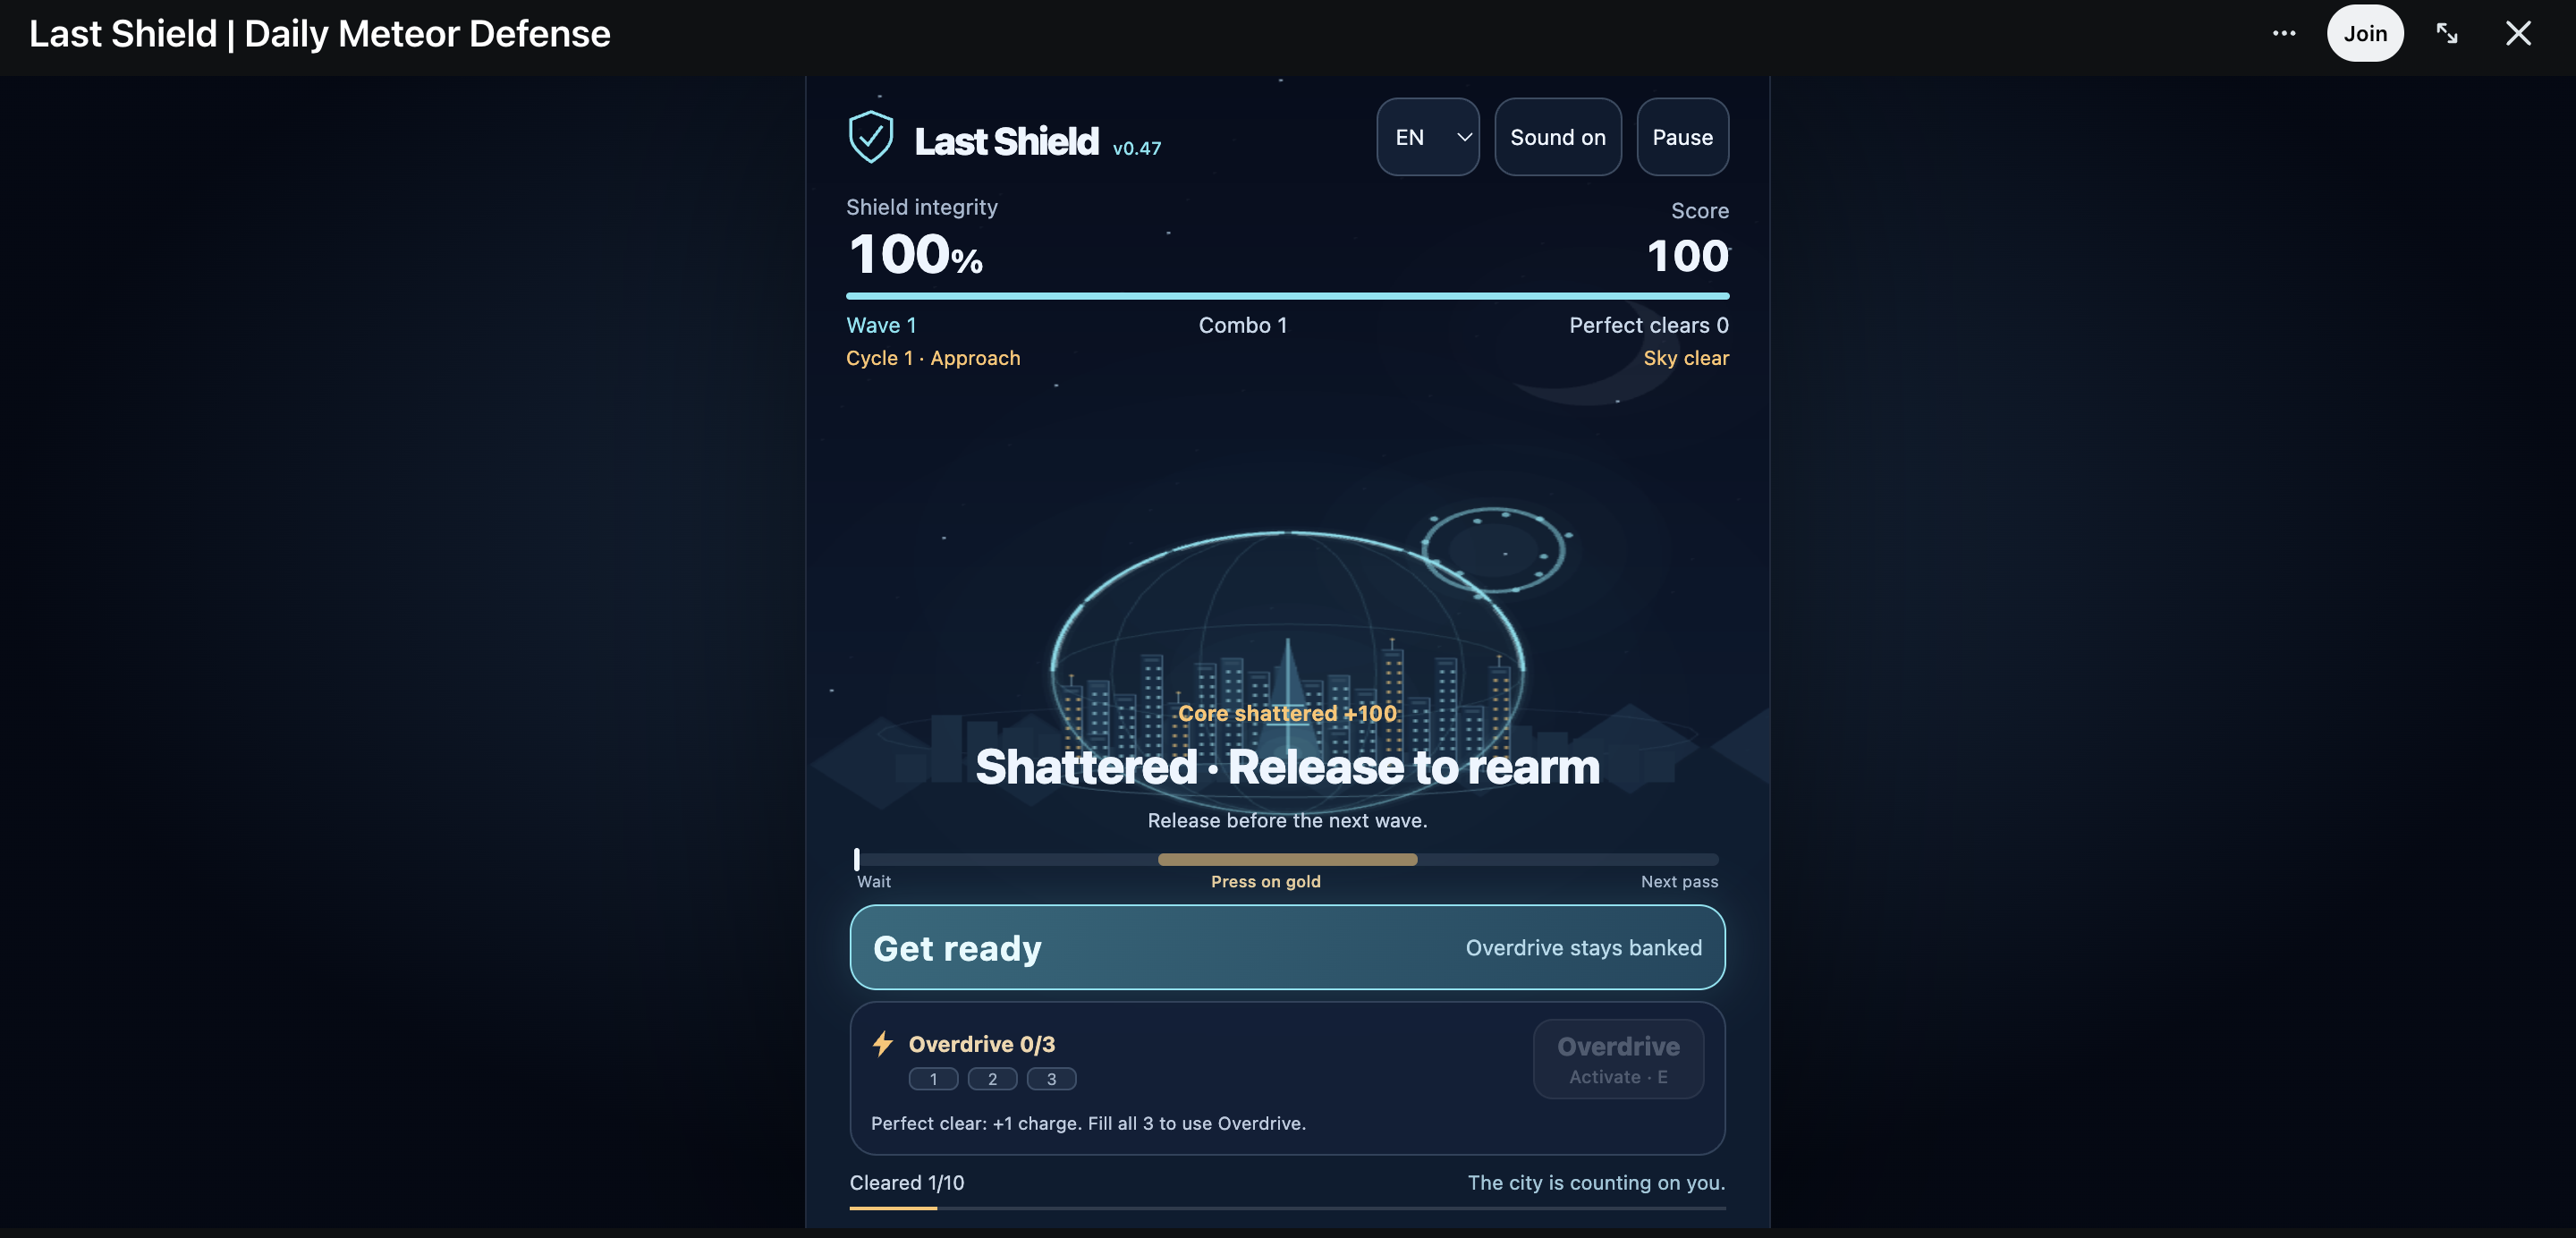 Last Shield | Daily Meteor Defense
Join
Last Shield v0.47
EN
Sound on
Pause
Shield integrity
Score
100%
100
Wave 1
Combo 1
Perfect clears 0
Cycle 1 · Approach
Sky clear
Core shattered +100
Shattered · Release to rearm
Release before the next wave.
Wait
Press on gold
Next pass
Get ready
Overdrive stays banked
Overdrive 0/3
1
2
3
Overdrive
Activate · E
Perfect clear: +1 charge. Fill all 3 to use Overdrive.
Cleared 1/10
The city is counting on you.